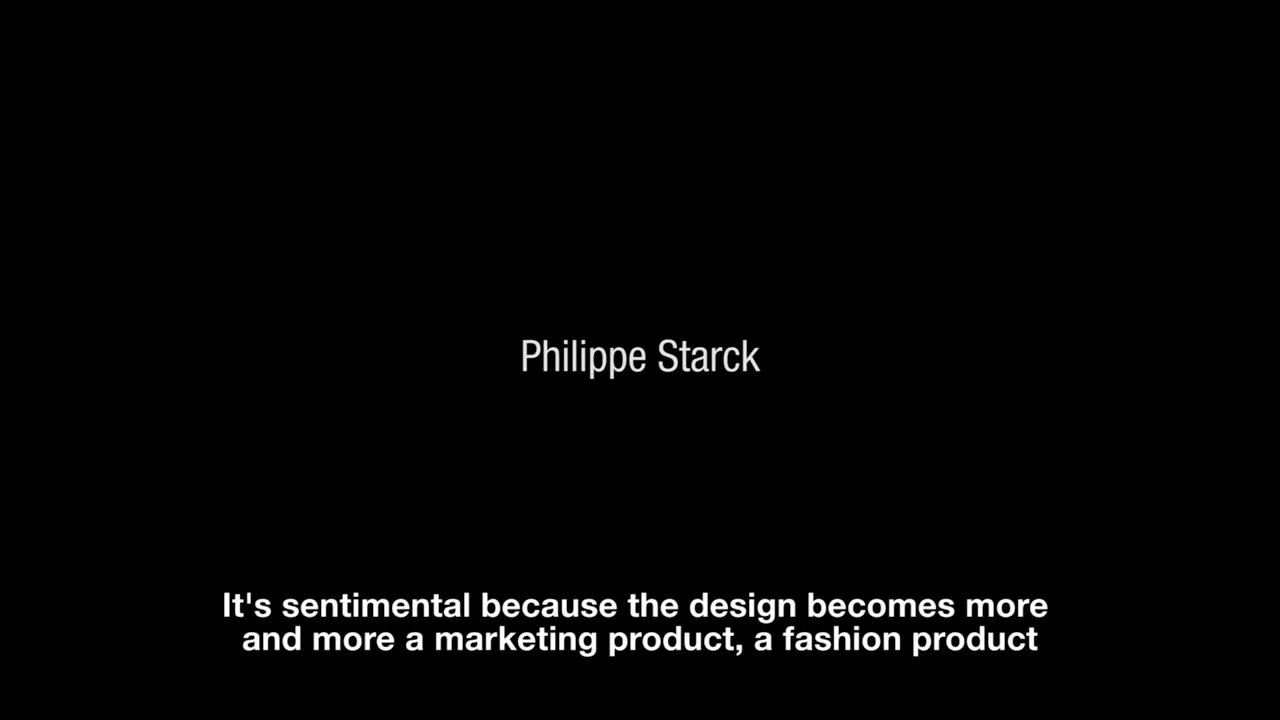 Philippe Starck
It's sentimental because the design becomes more
and more a marketing product, a fashion product